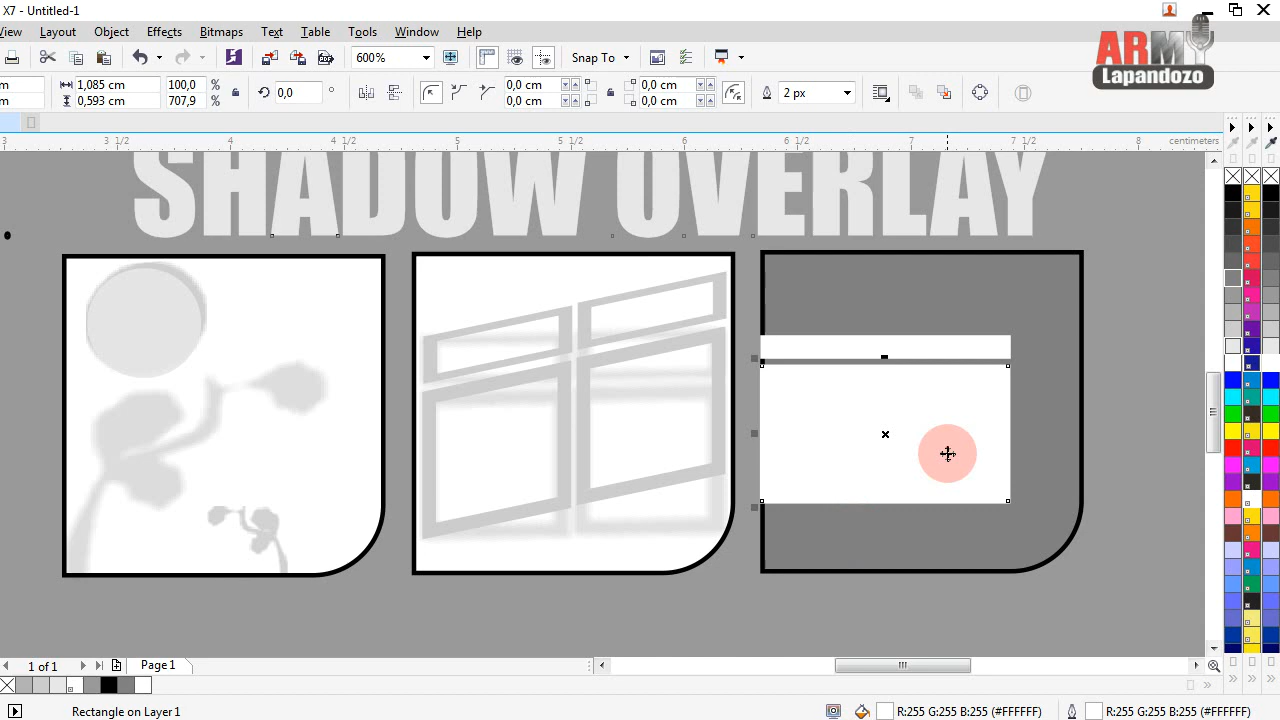 X7 - Untitled-1
View Layout Object Effects Bitmaps Text Table Tools Window Help
600% Snap To
1,085 cm 100,0 % 0,0 ° 0,0 cm 0,0 cm 2 px
0,593 cm 707,9 % 0,0 cm 0,0 cm
ARMY
Lapandozo
3 3 1/2 4 4 1/2 5 5 1/2 6 6 1/2 7 7 1/2 8 centimeters
SHADOW OVERLAY
1 of 1 Page 1
Rectangle on Layer 1 R:255 G:255 B:255 (#FFFFFF) R:255 G:255 B:255 (#FFFFFF)